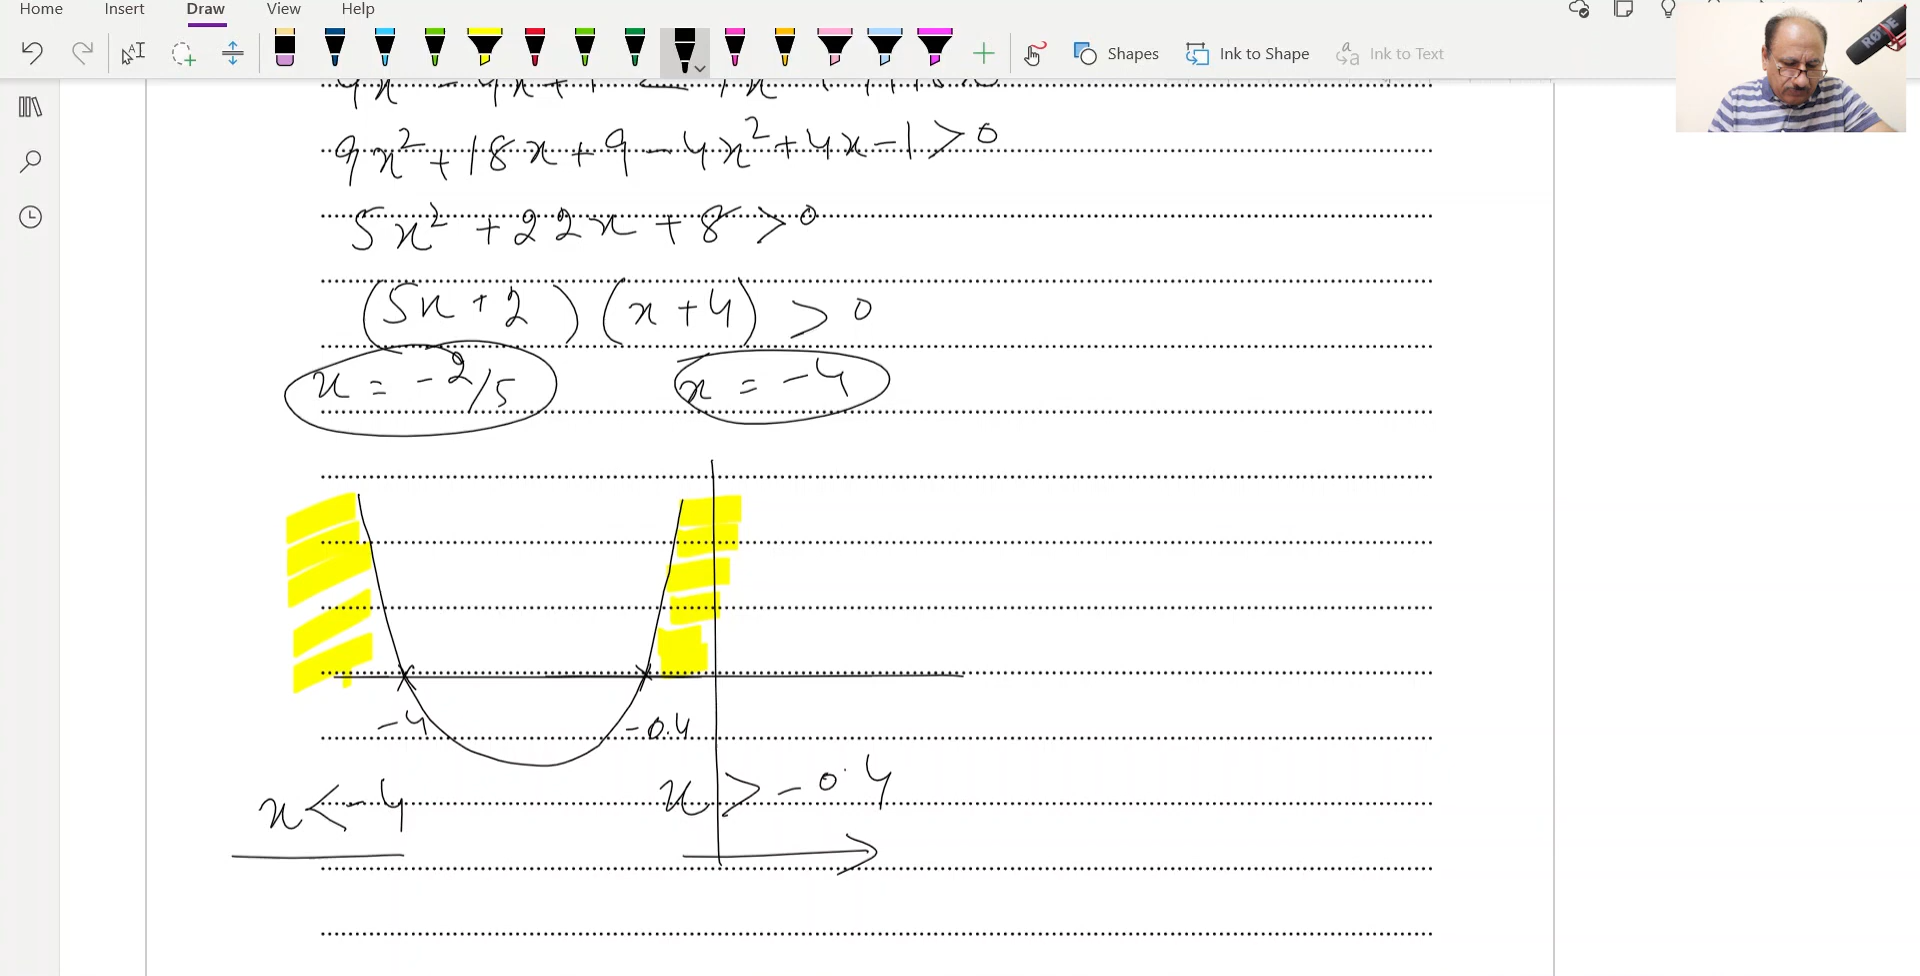 Home Insert Draw View Help
Shapes Ink to Shape Ink to Text
RØDE
9x² + 18x + 9 - 4x² + 4x - 1 > 0
5x² + 22x + 8 > 0
(5x + 2) (x + 4) > 0
x = -2/5 x = -4
-4 -0.4
x < -4 x > -0.4